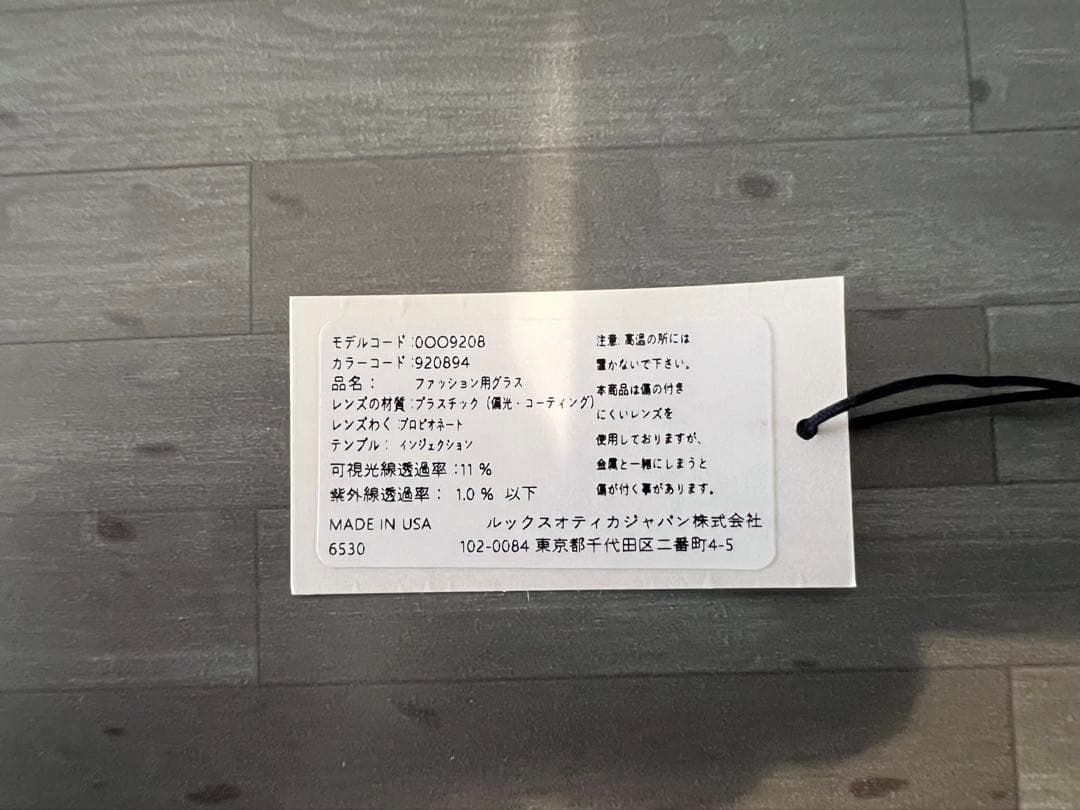 モデルコード:0OO9208
カラーコード:920894
品名: ファッション用グラス
レンズの材質:プラスチック(偏光・コーティング)
レンズわく:プロピオネート
テンプル: インジェクション
可視光線透過率:11%
紫外線透過率: 1.0% 以下
注意:高温の所には
置かないで下さい。
本商品は傷の付き
にくいレンズを
使用しておりますが、
金属と一緒にしまうと
傷が付く事があります。
MADE IN USA
6530
ルックスオティカジャパン株式会社
102-0084 東京都千代田区二番町4-5